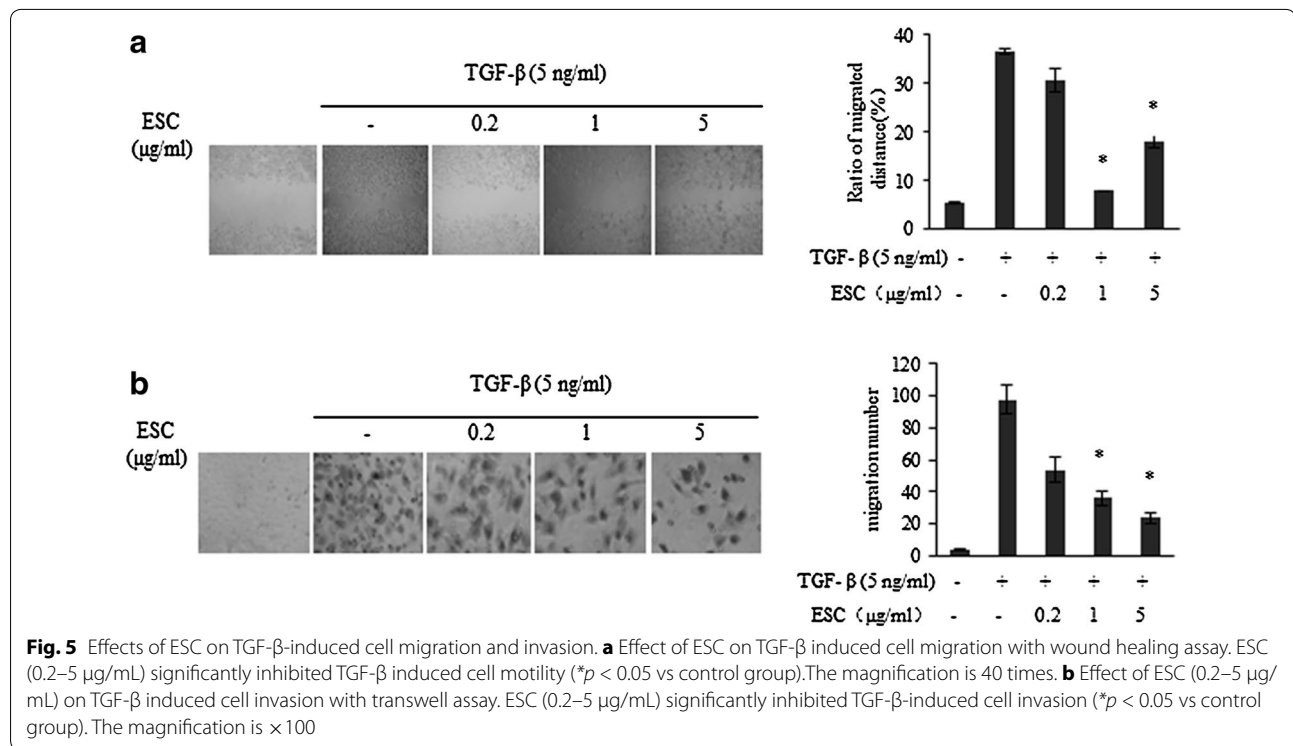 a
TGF-β (5 ng/ml)
ESC
(μg/ml)
- 0.2 1 5
Ratio of migrated
distance(%)
40
30
20
10
0
*
*
TGF-β (5 ng/ml) - + + + +
ESC (μg/ml) - - 0.2 1 5
b
TGF-β (5 ng/ml)
ESC
(μg/ml)
- 0.2 1 5
migration number
120
100
80
60
40
20
0
*
*
TGF-β (5 ng/ml) - + + + +
ESC (μg/ml) - - 0.2 1 5
Fig. 5 Effects of ESC on TGF-β-induced cell migration and invasion. a Effect of ESC on TGF-β induced cell migration with wound healing assay. ESC
(0.2–5 μg/mL) significantly inhibited TGF-β induced cell motility (*p < 0.05 vs control group).The magnification is 40 times. b Effect of ESC (0.2–5 μg/
mL) on TGF-β induced cell invasion with transwell assay. ESC (0.2–5 μg/mL) significantly inhibited TGF-β-induced cell invasion (*p < 0.05 vs control
group). The magnification is ×100